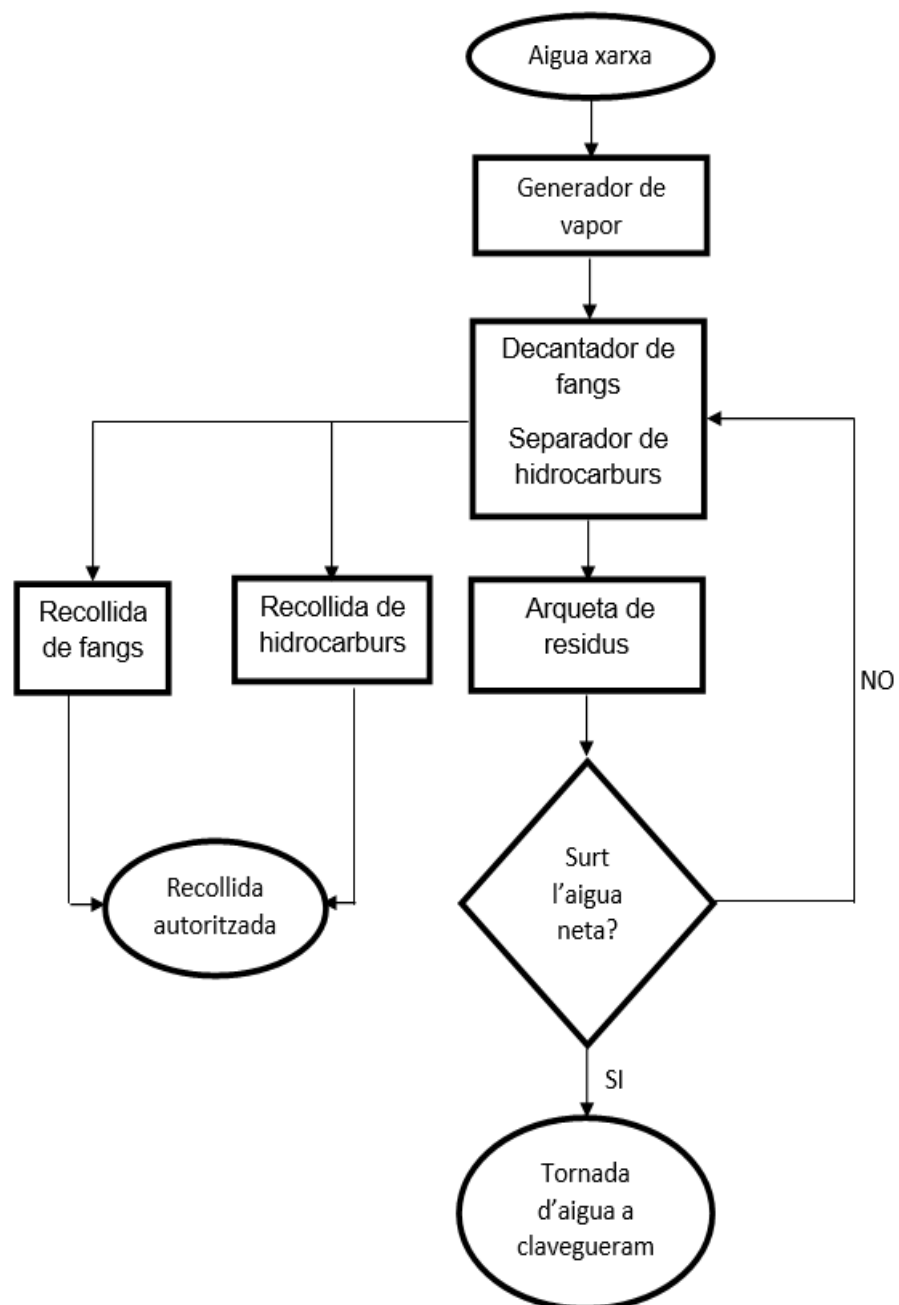 Aigua xarxa
Generador de
vapor
Decantador de
fangs
Separador de
hidrocarburs
Recollida
de fangs
Recollida de
hidrocarburs
Arqueta de
residus
NO
Recollida
autoritzada
Surt
l'aigua
neta?
SI
Tornada
d'aigua a
clavegueram